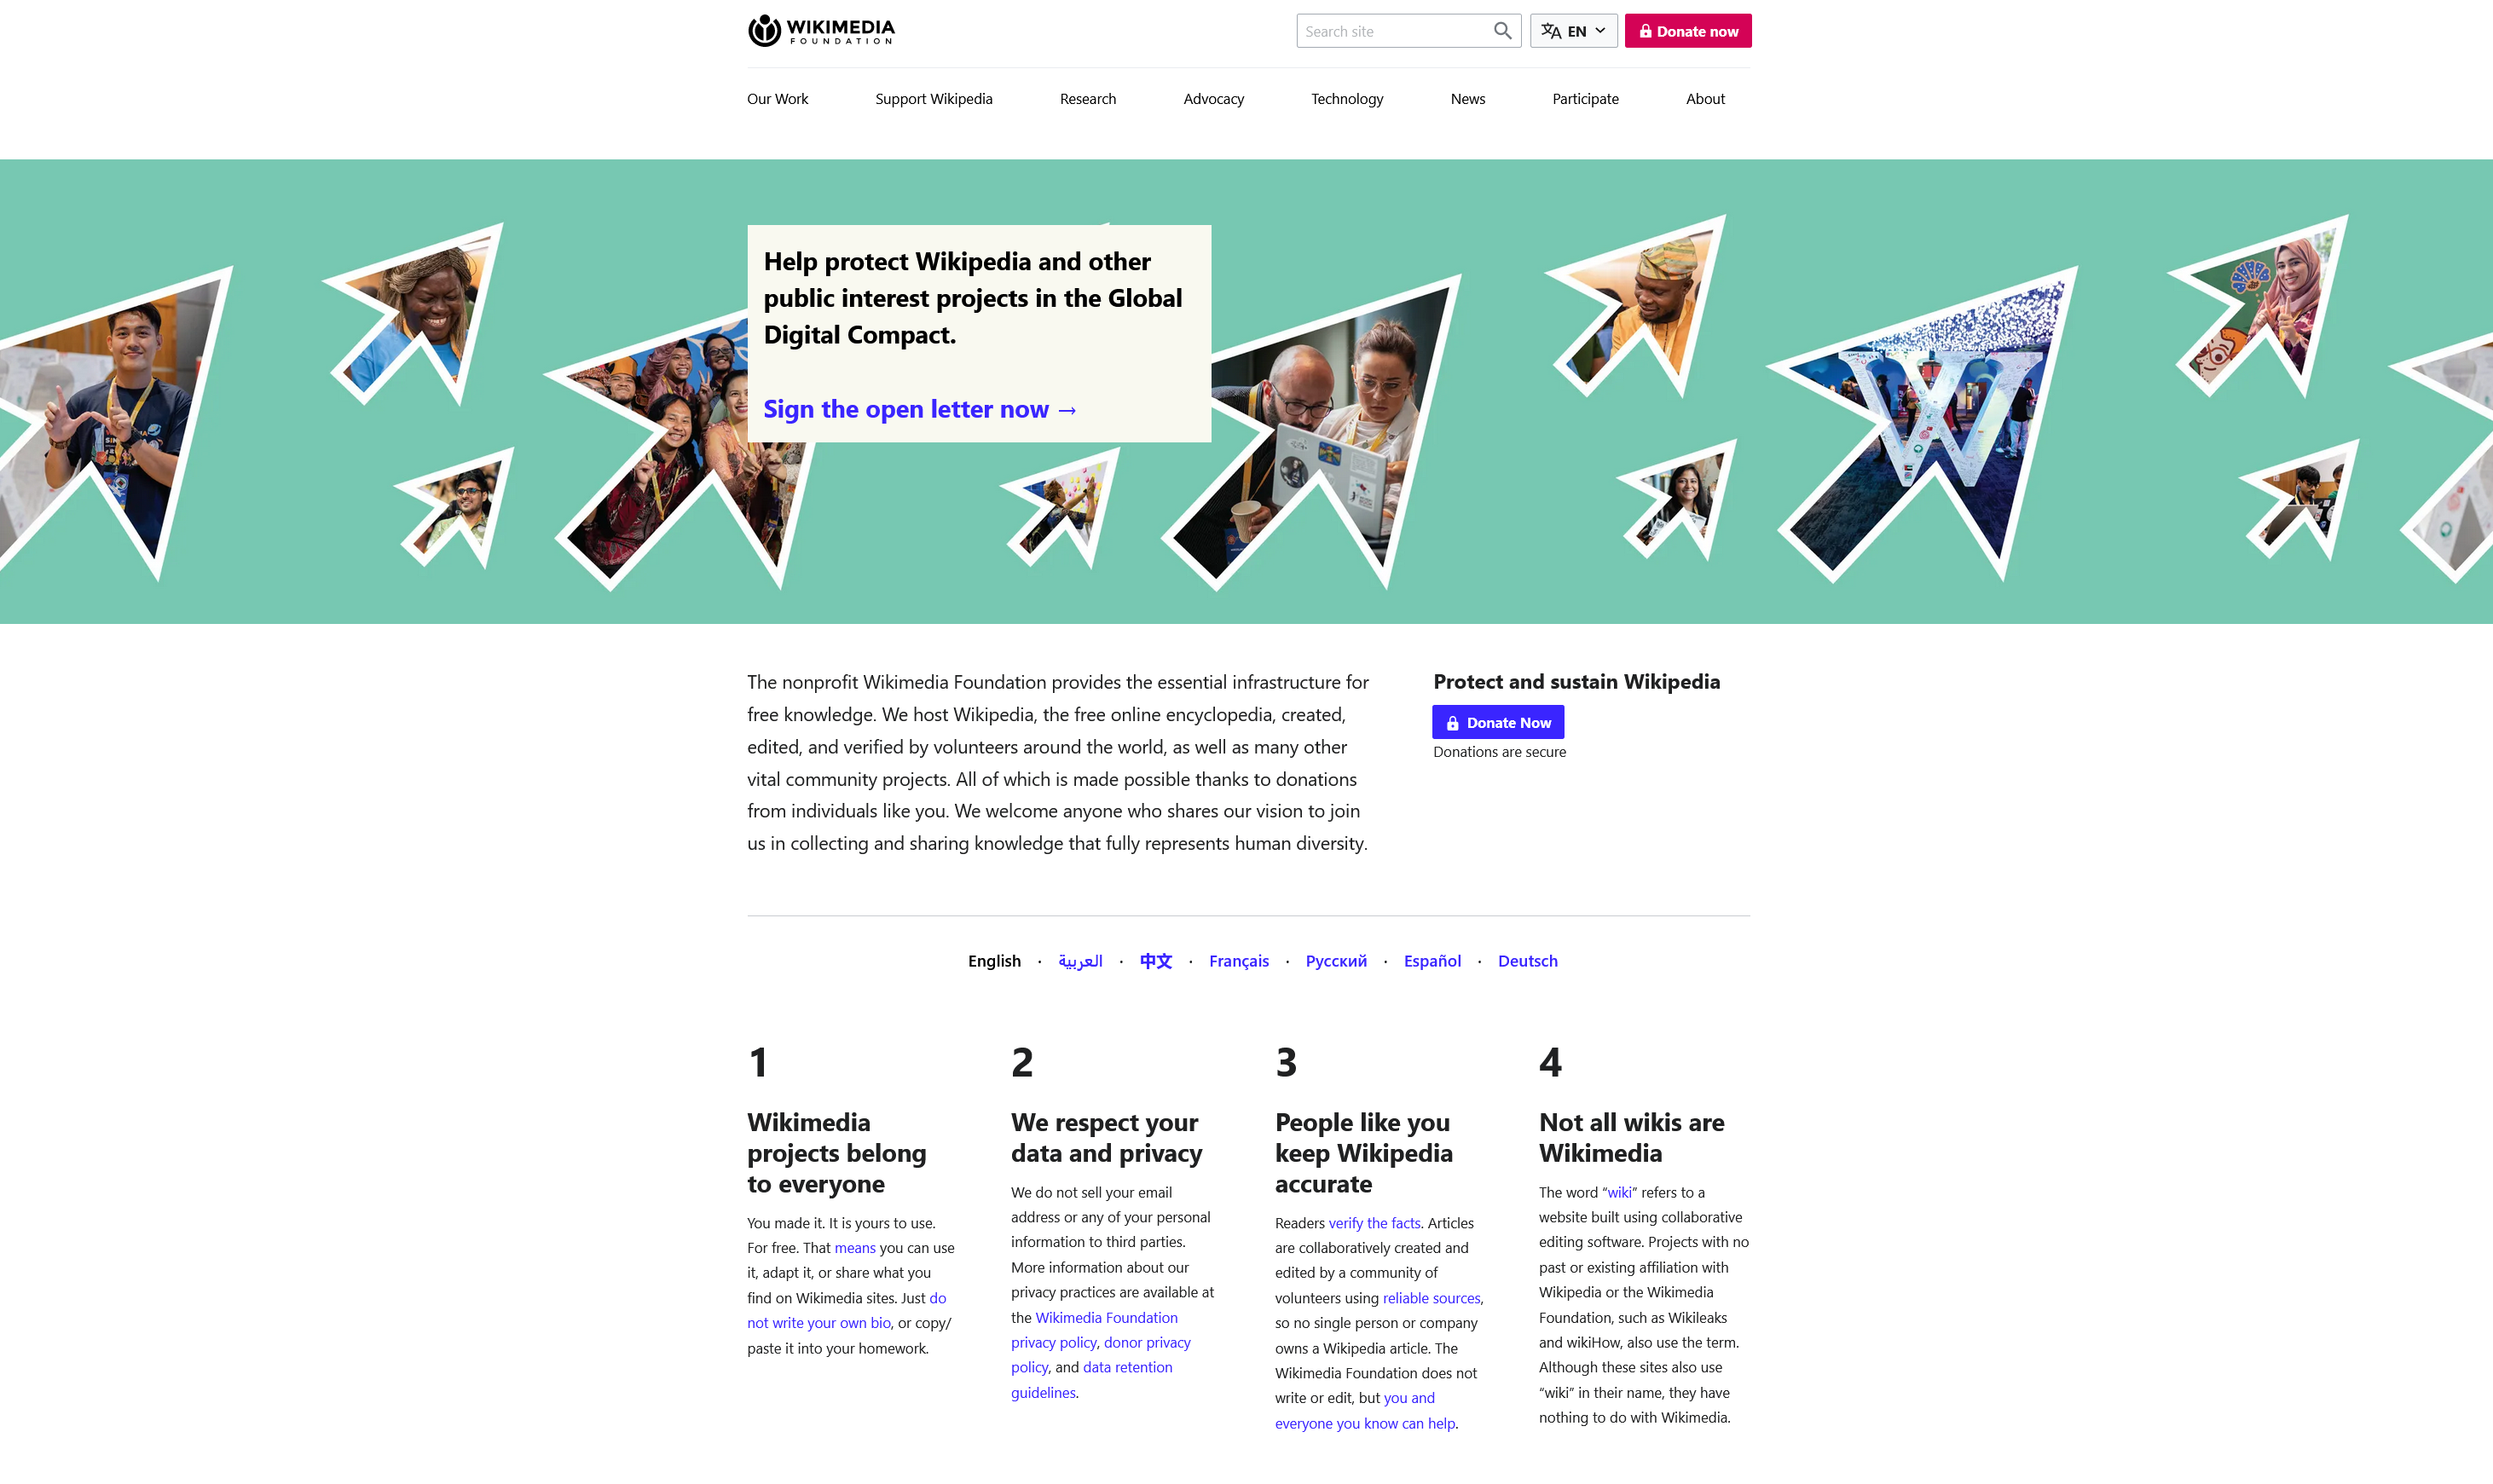 WIKIMEDIA
FOUNDATION
Search site
EN
Donate now
Our Work
Support Wikipedia
Research
Advocacy
Technology
News
Participate
About
Help protect Wikipedia and other
public interest projects in the Global
Digital Compact.
Sign the open letter now →
The nonprofit Wikimedia Foundation provides the essential infrastructure for
free knowledge. We host Wikipedia, the free online encyclopedia, created,
edited, and verified by volunteers around the world, as well as many other
vital community projects. All of which is made possible thanks to donations
from individuals like you. We welcome anyone who shares our vision to join
us in collecting and sharing knowledge that fully represents human diversity.
Protect and sustain Wikipedia
Donate Now
Donations are secure
English · العربية · 中文 · Français · Русский · Español · Deutsch
1
Wikimedia
projects belong
to everyone
You made it. It is yours to use.
For free. That means you can use
it, adapt it, or share what you
find on Wikimedia sites. Just do
not write your own bio, or copy/
paste it into your homework.
2
We respect your
data and privacy
We do not sell your email
address or any of your personal
information to third parties.
More information about our
privacy practices are available at
the Wikimedia Foundation
privacy policy, donor privacy
policy, and data retention
guidelines.
3
People like you
keep Wikipedia
accurate
Readers verify the facts. Articles
are collaboratively created and
edited by a community of
volunteers using reliable sources,
so no single person or company
owns a Wikipedia article. The
Wikimedia Foundation does not
write or edit, but you and
everyone you know can help.
4
Not all wikis are
Wikimedia
The word “wiki” refers to a
website built using collaborative
editing software. Projects with no
past or existing affiliation with
Wikipedia or the Wikimedia
Foundation, such as Wikileaks
and wikiHow, also use the term.
Although these sites also use
“wiki” in their name, they have
nothing to do with Wikimedia.